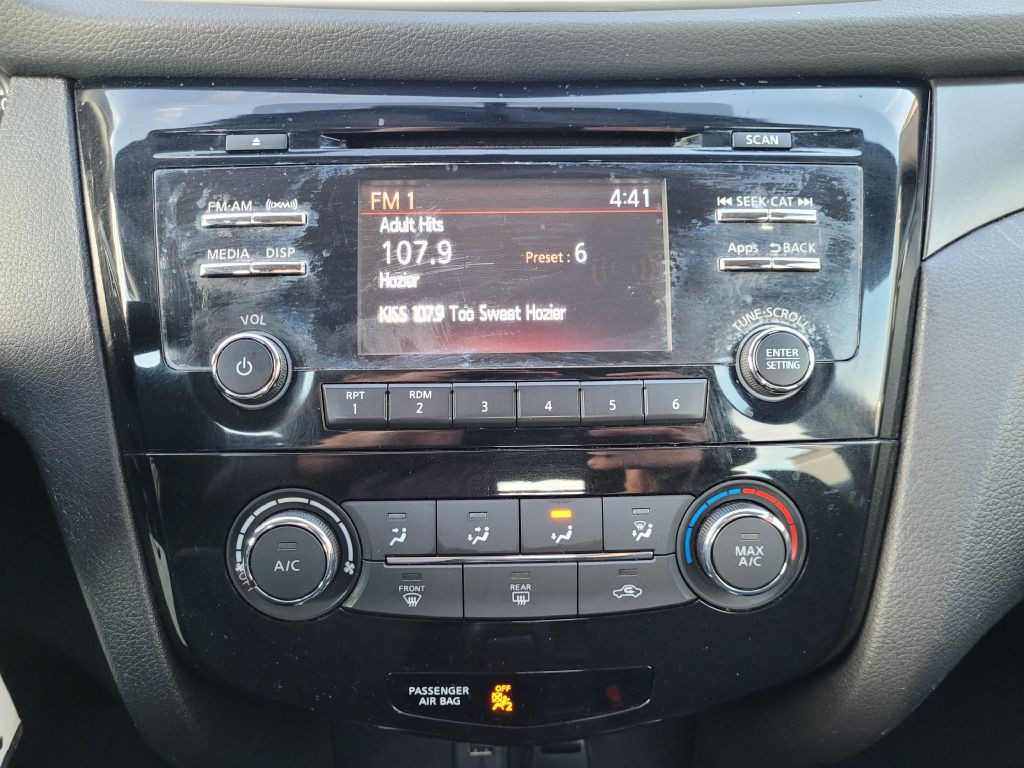 SCAN
FM·AM ((XM))
MEDIA DISP
VOL
FM 1 4:41
Adult Hits
107.9 Preset : 6
Hozier
KISS 107.9 Too Sweet Hozier
SEEK·CAT
Apps BACK
TUNE·SCROLL
ENTER
SETTING
RPT
1
RDM
2
3
4
5
6
A/C
FRONT
REAR
MAX
A/C
PASSENGER
AIR BAG
OFF
2